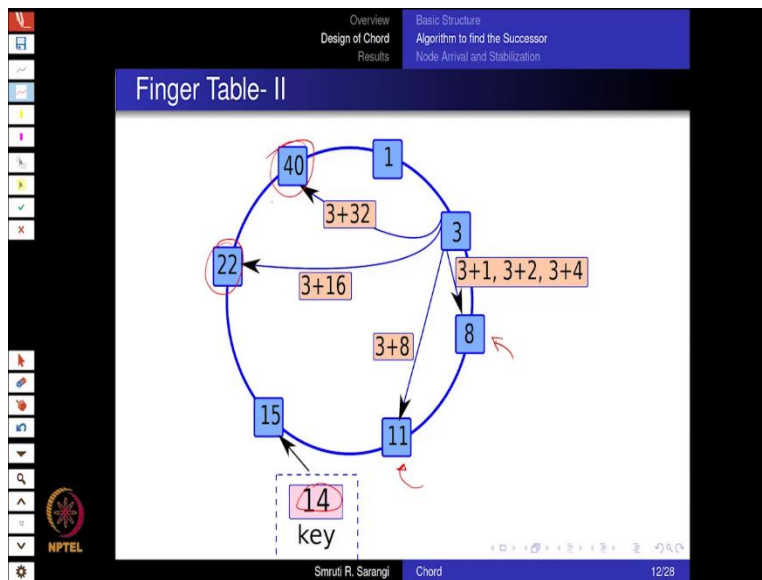 Overview
Design of Chord
Results
Basic Structure
Algorithm to find the Successor
Node Arrival and Stabilization
Finger Table- II
40
1
3+32
3
22
3+16
3+1, 3+2, 3+4
8
3+8
15
11
14
key
NPTEL
Smruti R. Sarangi
Chord
12/28